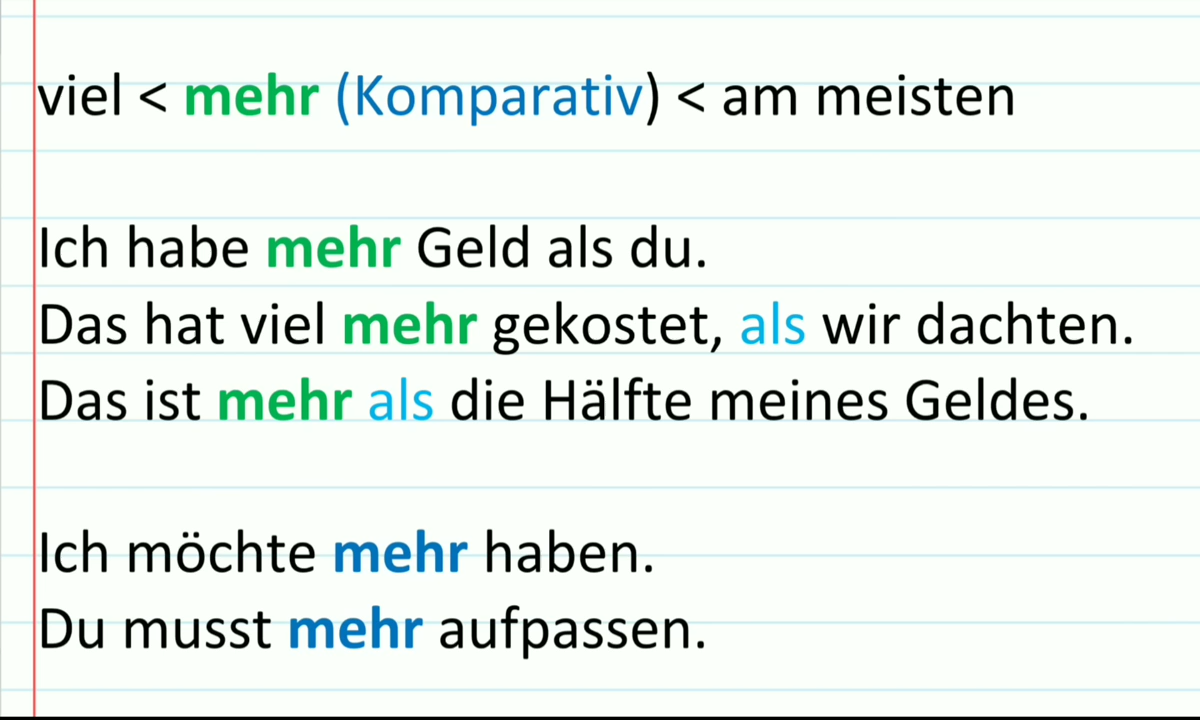 viel < mehr (Komparativ) < am meisten
Ich habe mehr Geld als du.
Das hat viel mehr gekostet, als wir dachten.
Das ist mehr als die Hälfte meines Geldes.
Ich möchte mehr haben.
Du musst mehr aufpassen.